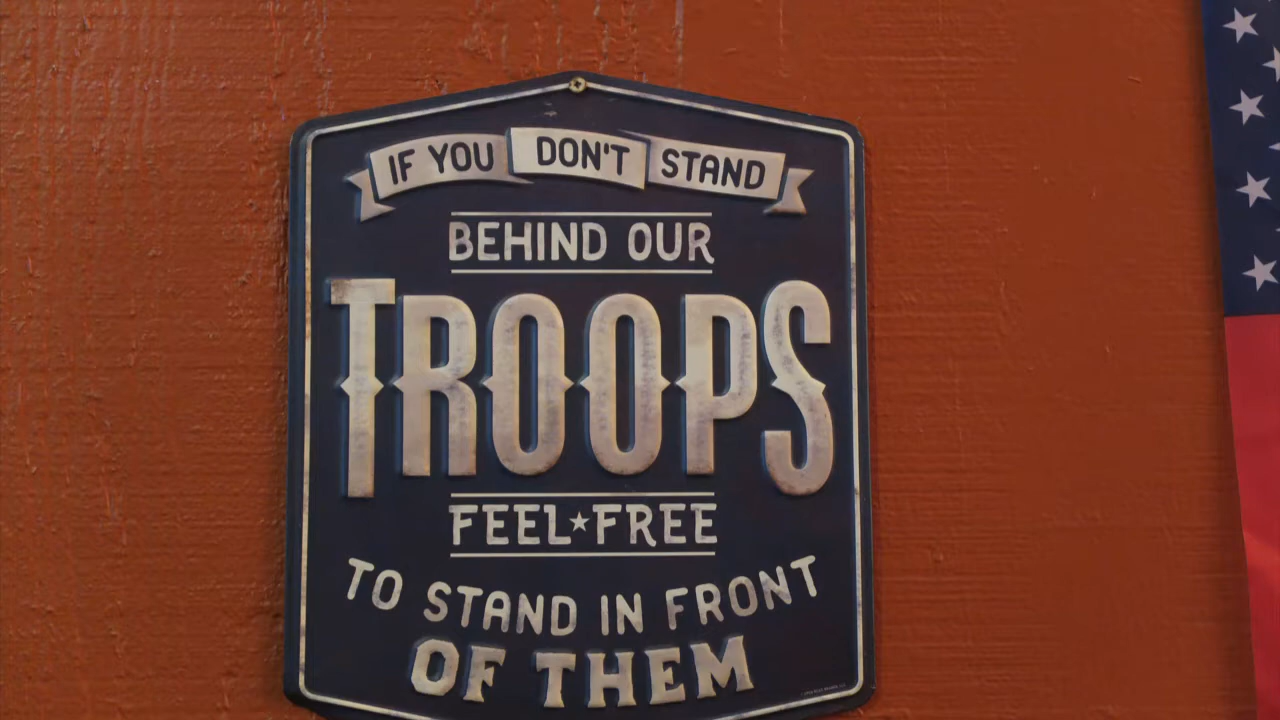 IF YOU DON'T STAND
BEHIND OUR
TROOPS
FEEL★FREE
TO STAND IN FRONT
OF THEM